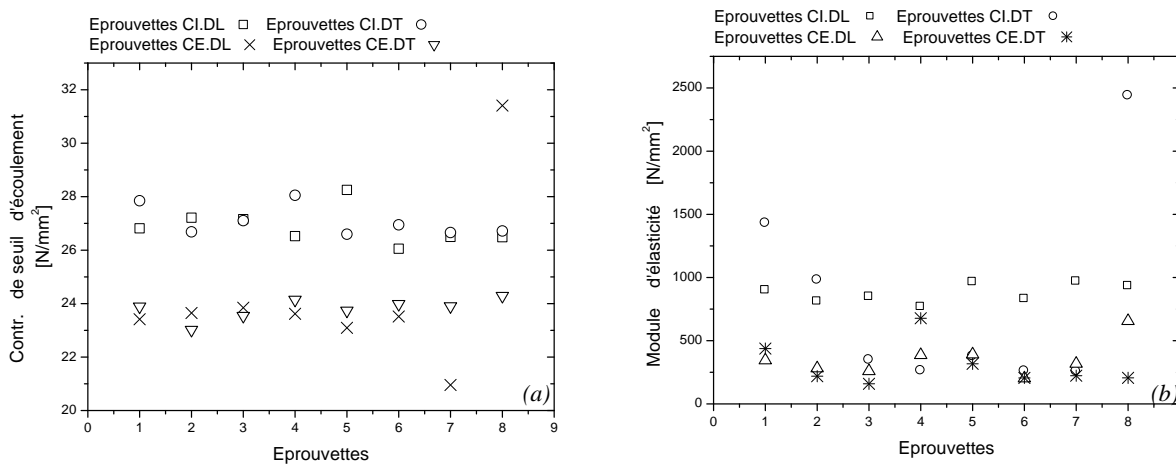 Eprouvettes CI.DL Eprouvettes CI.DT
Eprouvettes CE.DL Eprouvettes CE.DT
32
30
28
26
24
22
20
0 1 2 3 4 5 6 7 8 9
Contr. de seuil d'écoulement
[N/mm²]
Eprouvettes
(a)
Eprouvettes CI.DL Eprouvettes CI.DT
Eprouvettes CE.DL Eprouvettes CE.DT
2500
2000
1500
1000
500
250
0
0 1 2 3 4 5 6 7 8
Module d'élasticité [N/mm²]
Eprouvettes
(b)